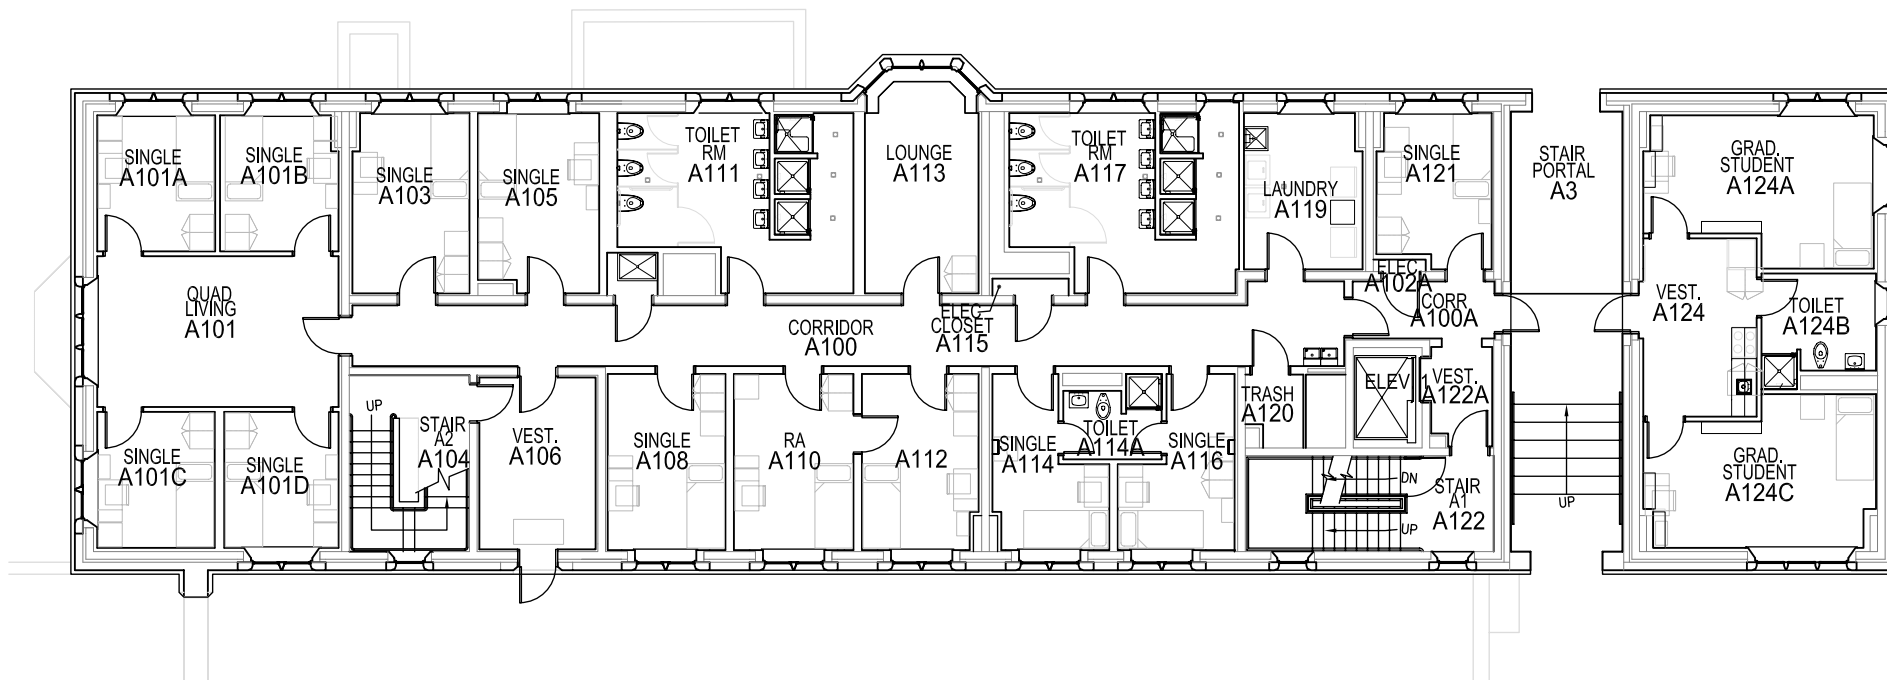 SINGLE
A101A
SINGLE
A101B
SINGLE
A103
SINGLE
A105
TOILET
RM
A111
LOUNGE
A113
TOILET
RM
A117
LAUNDRY
A119
SINGLE
A121
STAIR
PORTAL
A3
GRAD.
STUDENT
A124A
QUAD
LIVING
A101
CORRIDOR
A100
ELEC
CLOSET
A115
ELEC
A102A
CORR
A100A
VEST.
A124
TOILET
A124B
SINGLE
A101C
SINGLE
A101D
UP
STAIR
A2
A104
VEST.
A106
SINGLE
A108
RA
A110
A112
SINGLE
A114
TOILET
A114A
SINGLE
A116
TRASH
A120
ELEV 1
VEST.
A122A
DN
UP
STAIR
A1
A122
UP
GRAD.
STUDENT
A124C